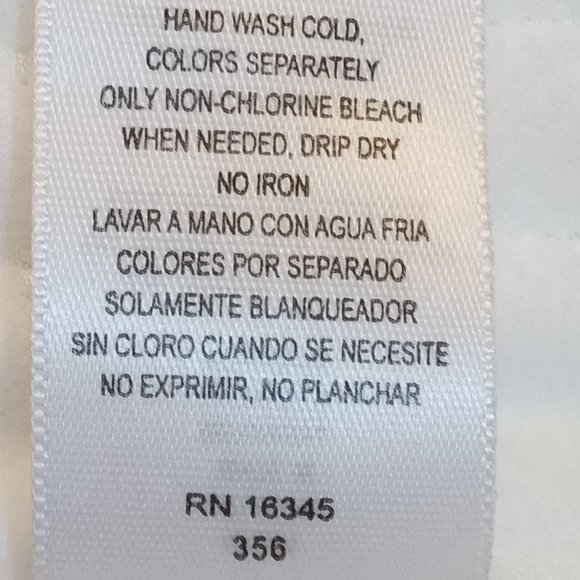 HAND WASH COLD,
COLORS SEPARATELY
ONLY NON-CHLORINE BLEACH
WHEN NEEDED, DRIP DRY
NO IRON
LAVAR A MANO CON AGUA FRIA
COLORES POR SEPARADO
SOLAMENTE BLANQUEADOR
SIN CLORO CUANDO SE NECESITE
NO EXPRIMIR, NO PLANCHAR
RN 16345
356